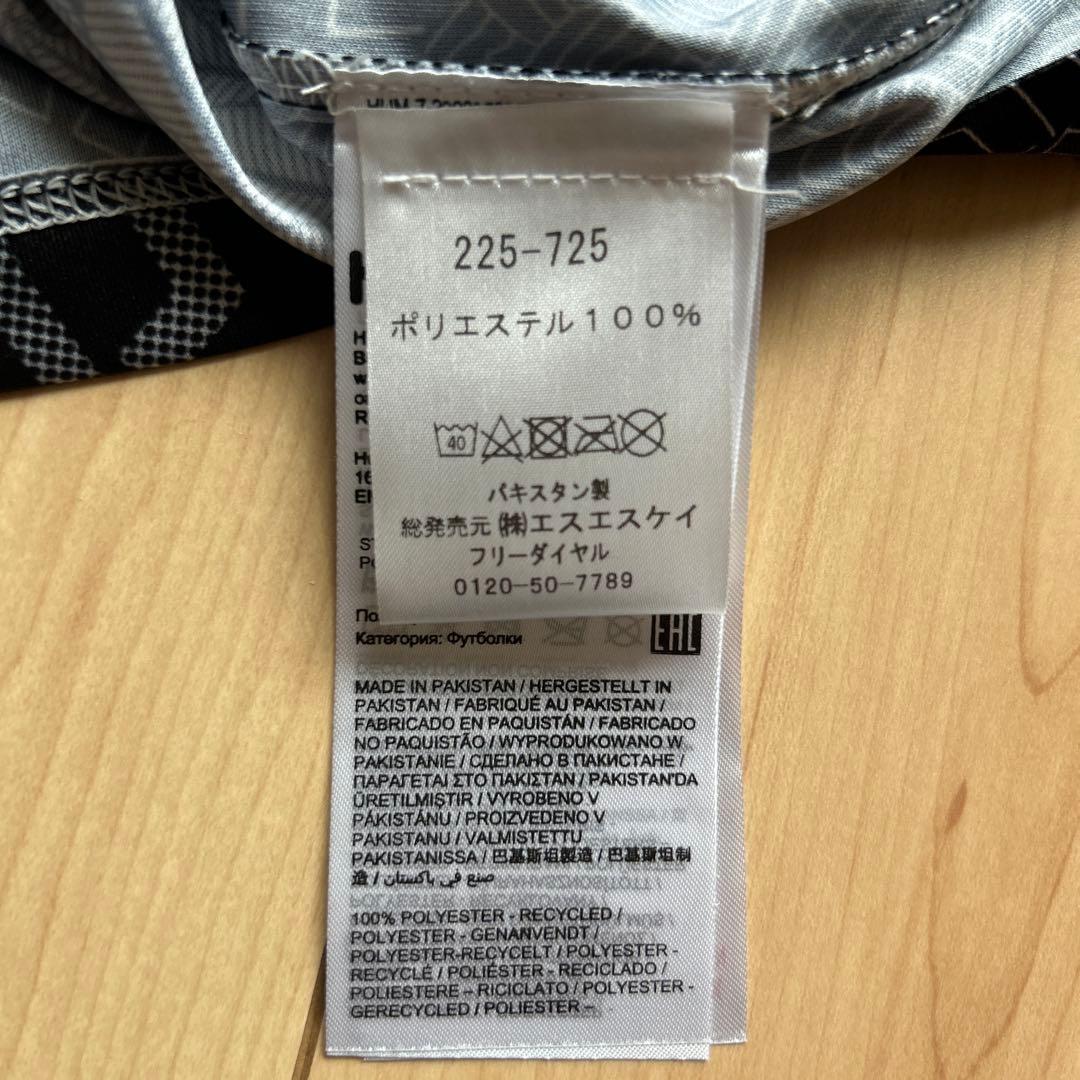 225-725
ポリエステル100%
40
パキスタン製
総発売元 ㈱エスエスケイ
フリーダイヤル
0120-50-7789
Категория: Футболки
EAC
MADE IN PAKISTAN / HERGESTELLT IN
PAKISTAN / FABRIQUÉ AU PAKISTAN /
FABRICADO EN PAQUISTÁN / FABRICADO
NO PAQUISTÃO / WYPRODUKOWANO W
PAKISTANIE / СДЕЛАНО В ПАКИСТАНЕ /
ΠΑΡΑΓΕΤΑΙ ΣΤΟ ΠΑΚΙΣΤΑΝ / PAKISTAN'DA
ÜRETILMISTIR / VYROBENO V
PÁKISTÁNU / PROIZVEDENO V
PAKISTANU / VALMISTETTU
PAKISTANISSA / 巴基斯坦製造 / 巴基斯坦制
造 / صنع في باكستان
100% POLYESTER - RECYCLED /
POLYESTER - GENANVENDT /
POLYESTER-RECYCELT / POLYESTER -
RECYCLÉ / POLIÉSTER - RECICLADO /
POLIESTERE – RICICLATO / POLYESTER -
GERECYCLED / POLIESTER –